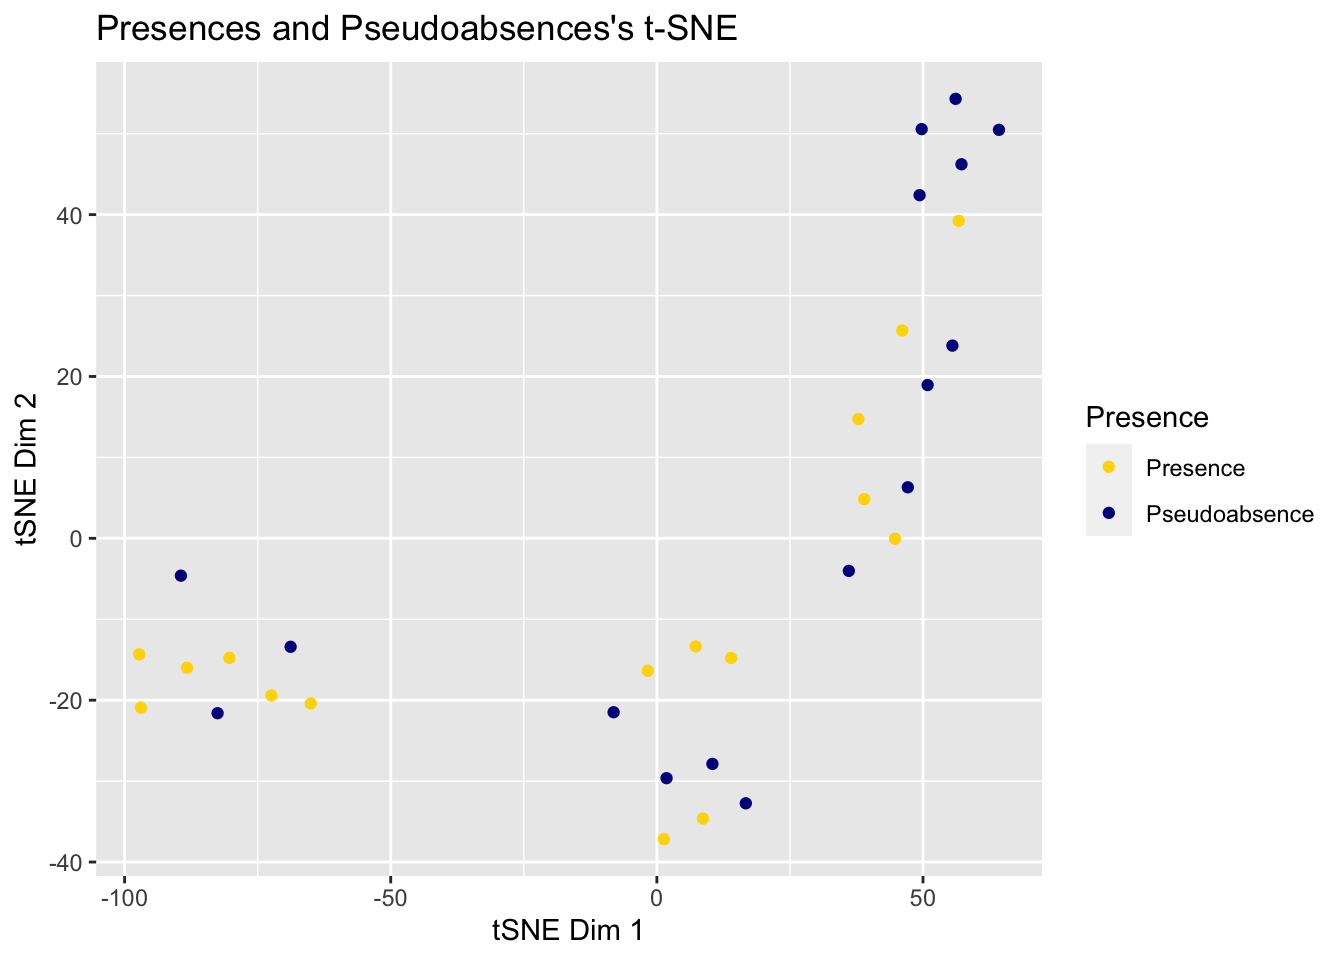 Presences and Pseudoabsences's t-SNE
tSNE Dim 2
40
20
0
-20
-40
-100
-50
0
50
tSNE Dim 1
Presence
Presence
Pseudoabsence